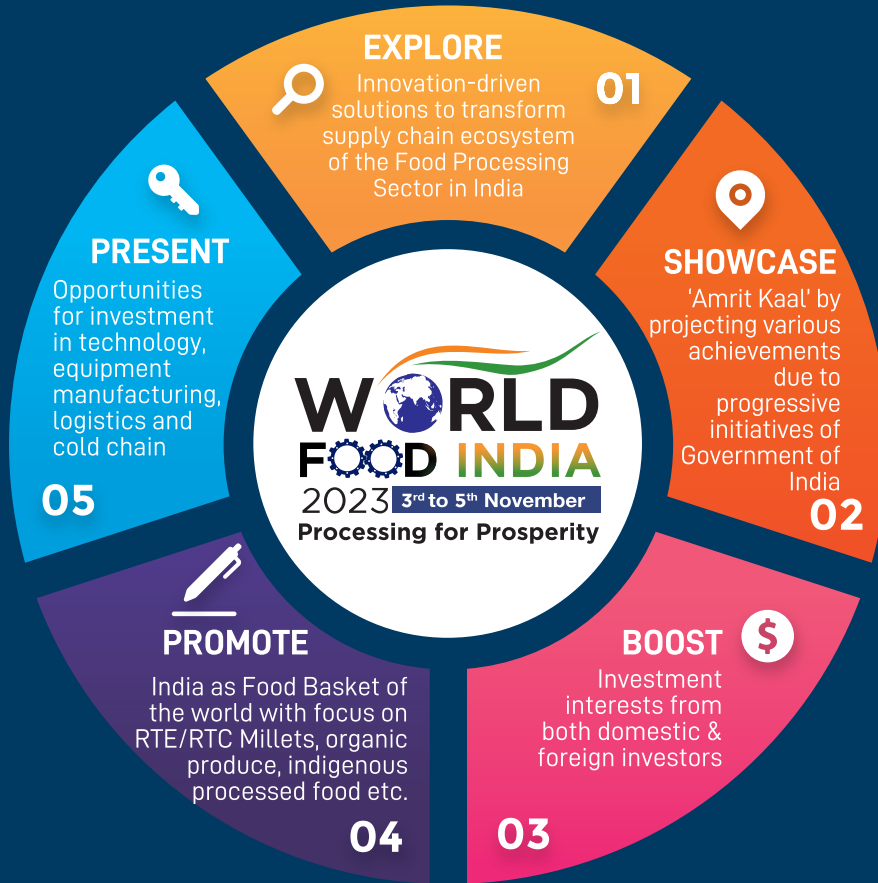 EXPLORE
Innovation-driven
solutions to transform
supply chain ecosystem
of the Food Processing
Sector in India
01
SHOWCASE
'Amrit Kaal' by
projecting various
achievements
due to
progressive
initiatives of
Government of
India
02
BOOST
$
Investment
interests from
both domestic &
foreign investors
03
PROMOTE
India as Food Basket of
the world with focus on
RTE/RTC Millets, organic
produce, indigenous
processed food etc.
04
PRESENT
Opportunities
for investment
in technology,
equipment
manufacturing,
logistics and
cold chain
05
WORLD
FOOD INDIA
2023 3rd to 5th November
Processing for Prosperity